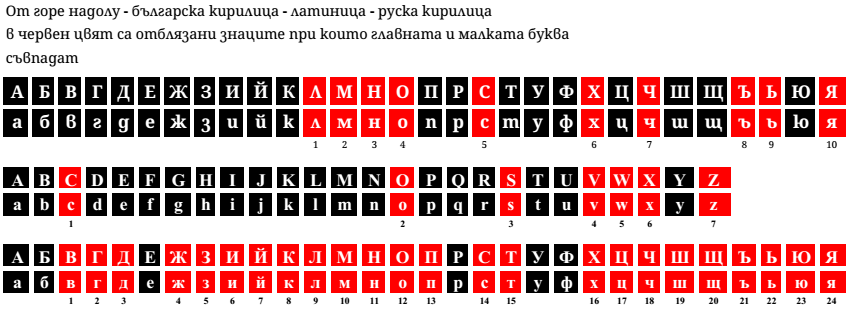 От горе надолу - българска кирилица - латиница - руска кирилица
в червен цвят са отблязани знаците при които главната и малката буква
съвпадат
А Б В Г Д Е Ж З И Й К Л М Н О П Р С Т У Ф Х Ц Ч Ш Щ Ъ Ь Ю Я
а б в г д е ж з и й к л м н о п р с т у ф х ц ч ш щ ъ ь ю я
1 2 3 4 5 6 7 8 9 10
A B C D E F G H I J K L M N O P Q R S T U V W X Y Z
a b c d e f g h i j k l m n o p q r s t u v w x y z
1 2 3 4 5 6 7
А Б В Г Д Е Ж З И Й К Л М Н О П Р С Т У Ф Х Ц Ч Ш Щ Ъ Ь Ю Я
а б в г д е ж з и й к л м н о п р с т у ф х ц ч ш щ ъ ь ю я
1 2 3 4 5 6 7 8 9 10 11 12 13 14 15 16 17 18 19 20 21 22 23 24